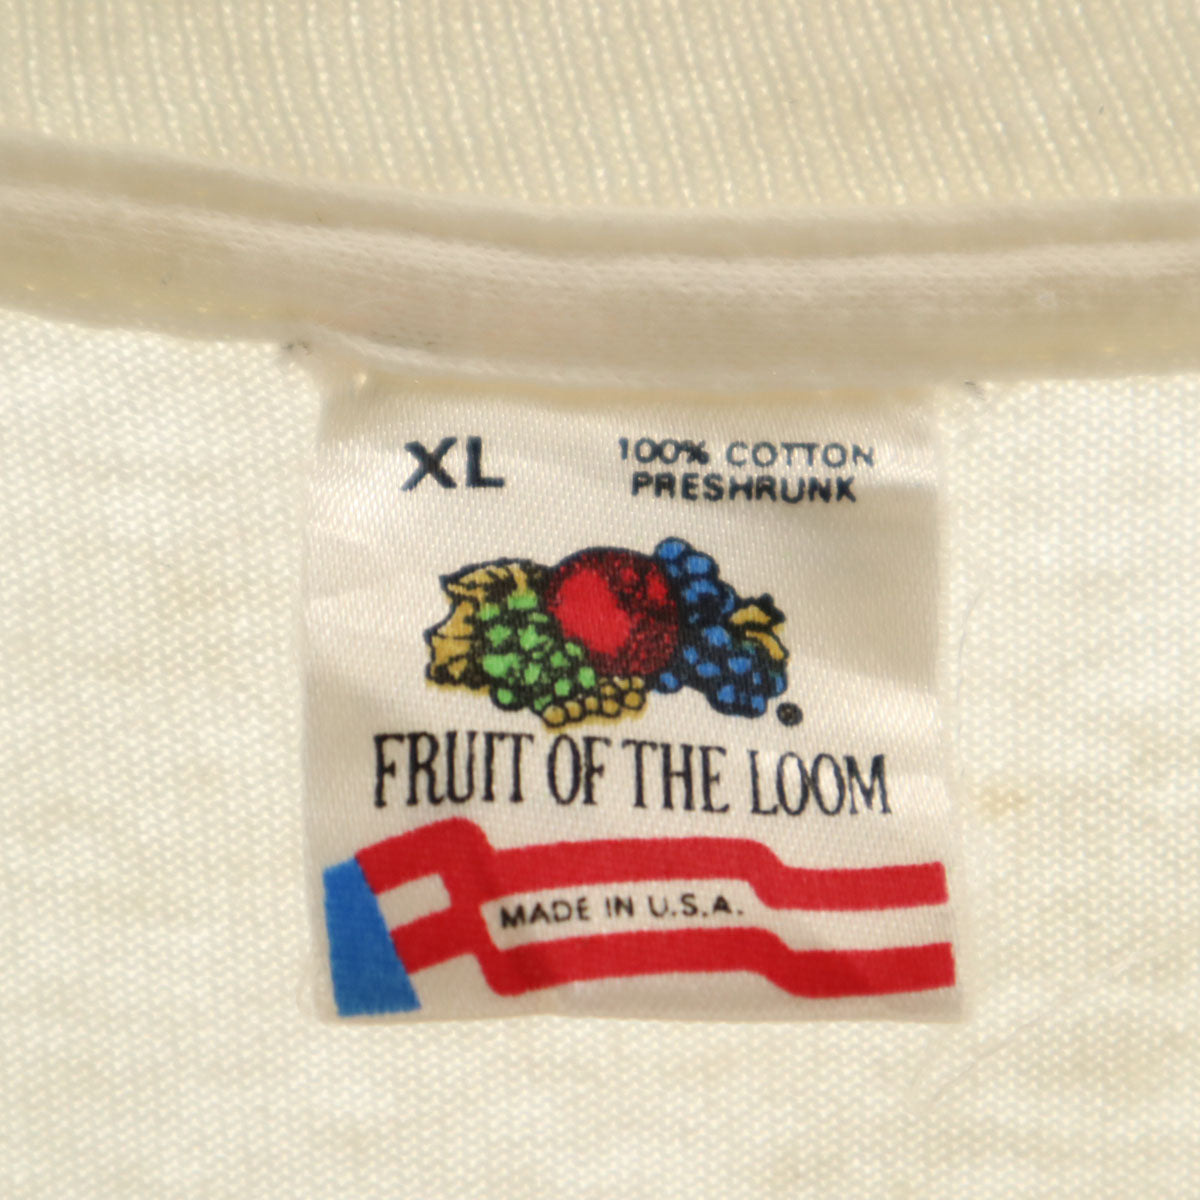 XL
100% COTTON
PRESHRUNK
®
FRUIT OF THE LOOM
MADE IN U.S.A.